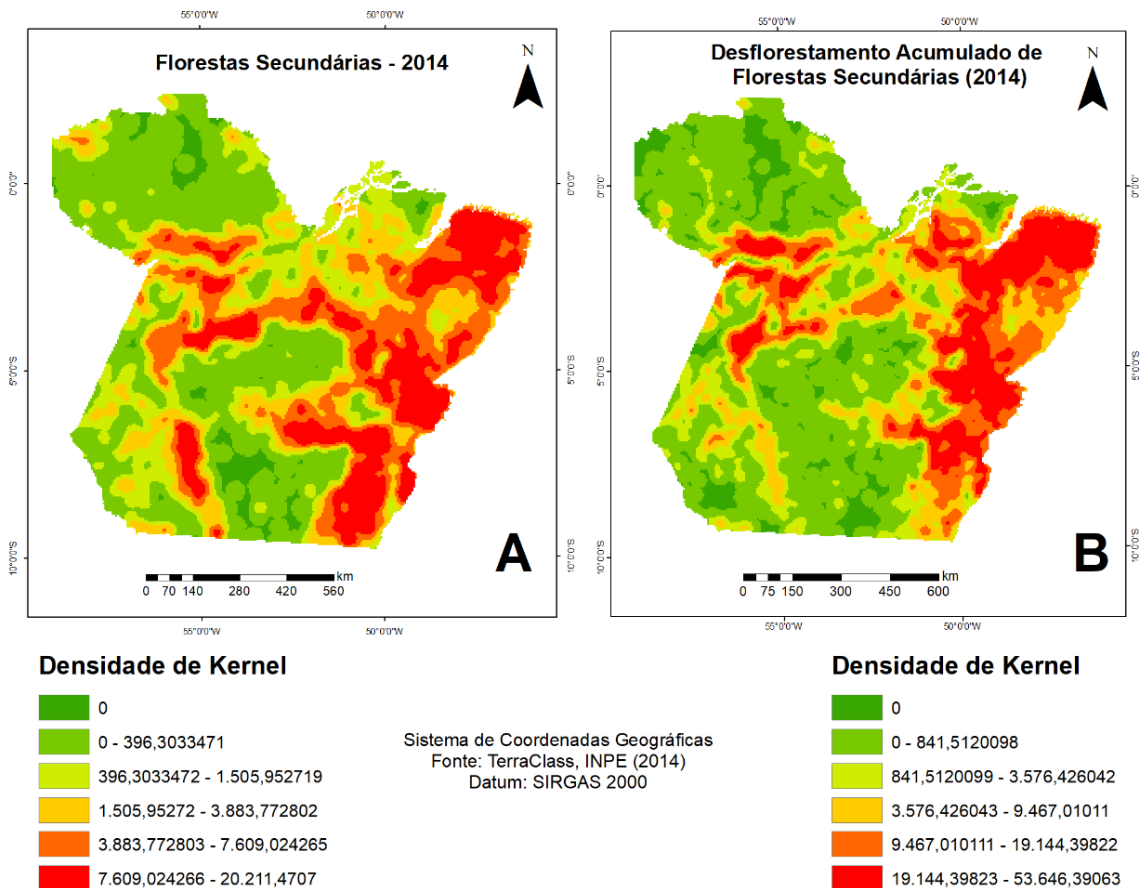 55°0'0"W
50°0'0"W
55°0'0"W
50°0'0"W
Florestas Secundárias - 2014
N
0°0'0"
5°0'0"S
10°0'0"S
0°0'0"
5°0'0"S
10°0'0"S
A
km
0 70 140 280 420 560
55°0'0"W
50°0'0"W
Desflorestamento Acumulado de
Florestas Secundárias (2014)
N
0°0'0"
5°0'0"S
10°0'0"S
0°0'0"
5°0'0"S
10°0'0"S
B
km
0 75 150 300 450 600
55°0'0"W
50°0'0"W
Densidade de Kernel
0
0 - 396,3033471
396,3033472 - 1.505,952719
1.505,95272 - 3.883,772802
3.883,772803 - 7.609,024265
7.609,024266 - 20.211,4707
Sistema de Coordenadas Geográficas
Fonte: TerraClass, INPE (2014)
Datum: SIRGAS 2000
Densidade de Kernel
0
0 - 841,5120098
841,5120099 - 3.576,426042
3.576,426043 - 9.467,01011
9.467,010111 - 19.144,39822
19.144,39823 - 53.646,39063